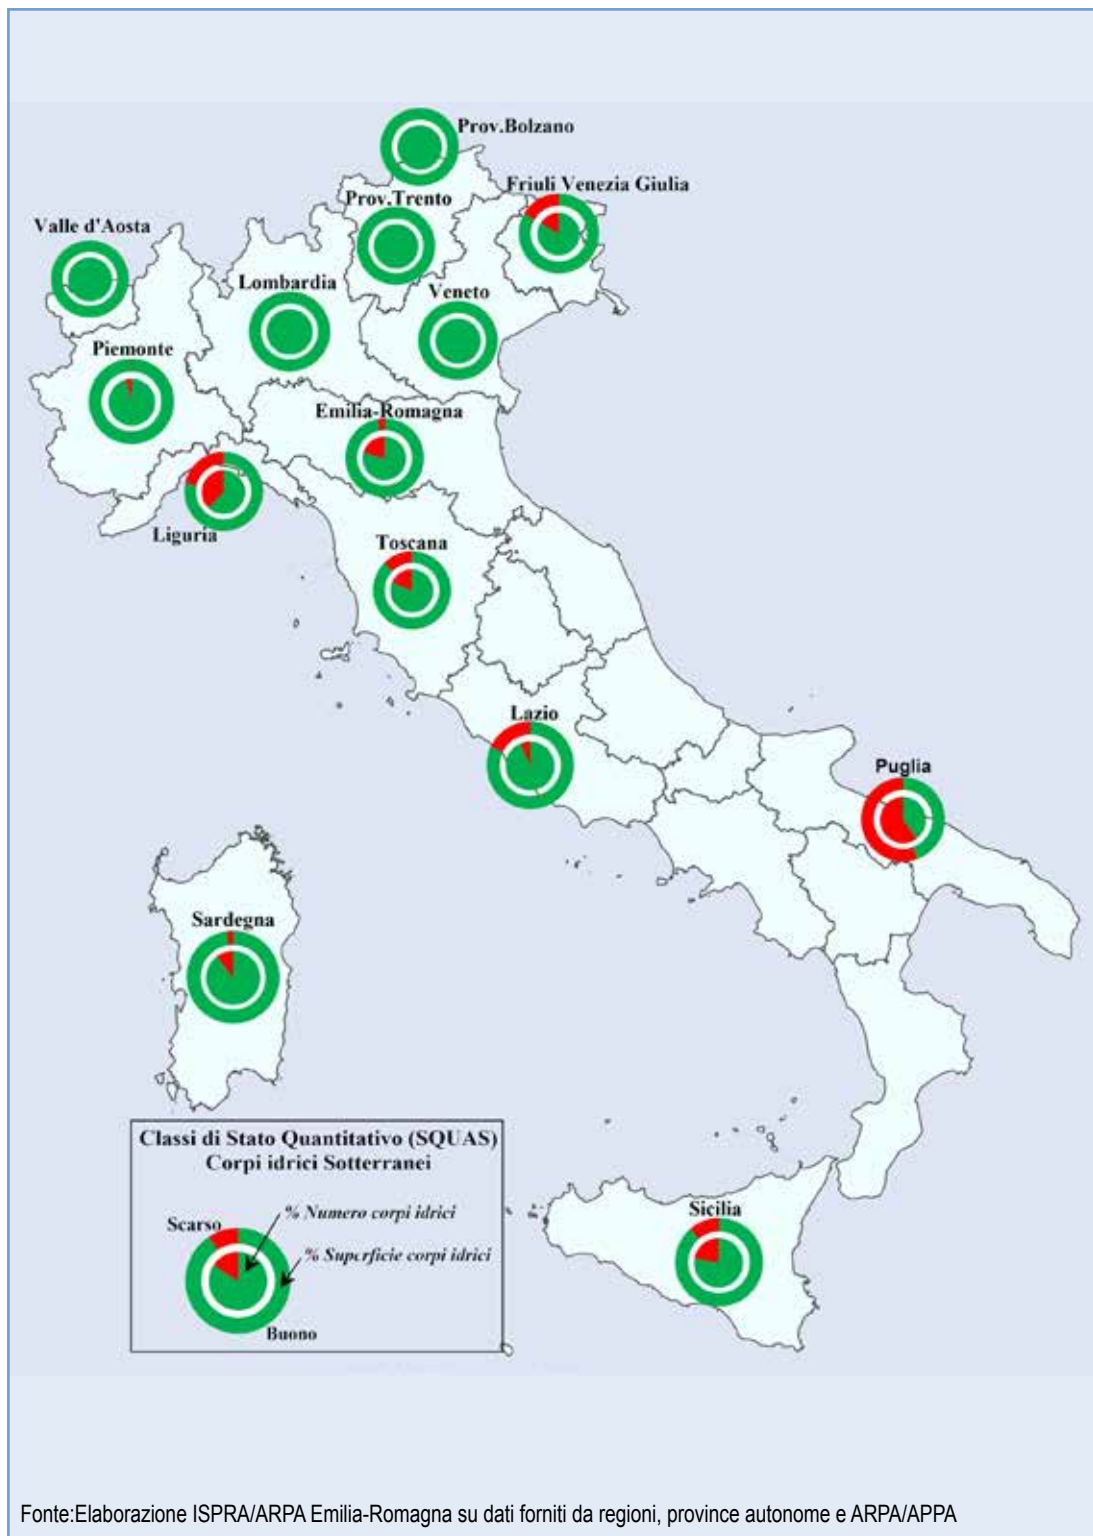 Prov.Bolzano
Friuli Venezia Giulia
Prov.Trento
Valle d'Aosta
Lombardia
Veneto
Piemonte
Emilia-Romagna
Liguria
Toscana
Lazio
Puglia
Sardegna
Sicilia
Classi di Stato Quantitativo (SQUAS)
Corpi idrici Sotterranei
% Numero corpi idrici
Scarso
% Superficie corpi idrici
Buono
Fonte:Elaborazione ISPRA/ARPA Emilia-Romagna su dati forniti da regioni, province autonome e ARPA/APPA